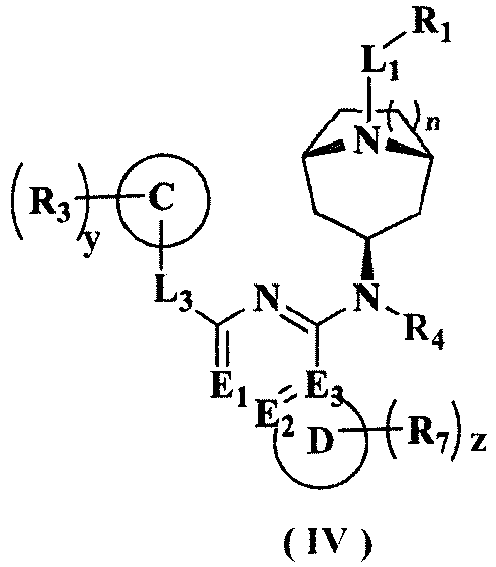 R1
L1
N ( )n
(R3)y C
L3 N N R4
E1 E3
E2
D (R7)z
(IV)